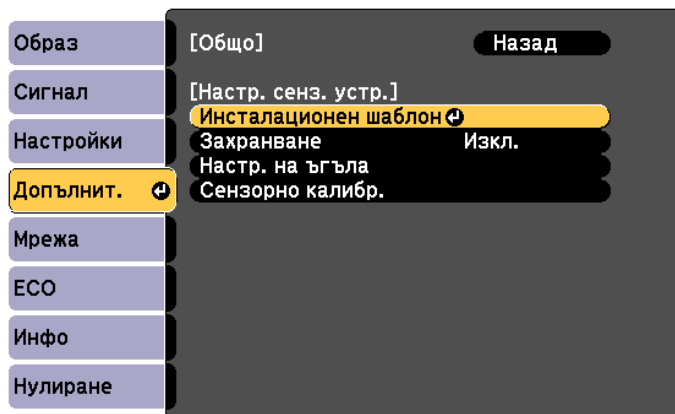 Образ
Сигнал
Настройки
Допълнит.
Мрежа
ECO
Инфо
Нулиране
[Общо] Назад
[Настр. сенз. устр.]
Инсталационен шаблон
Захранване Изкл.
Настр. на ъгъла
Сензорно калибр.